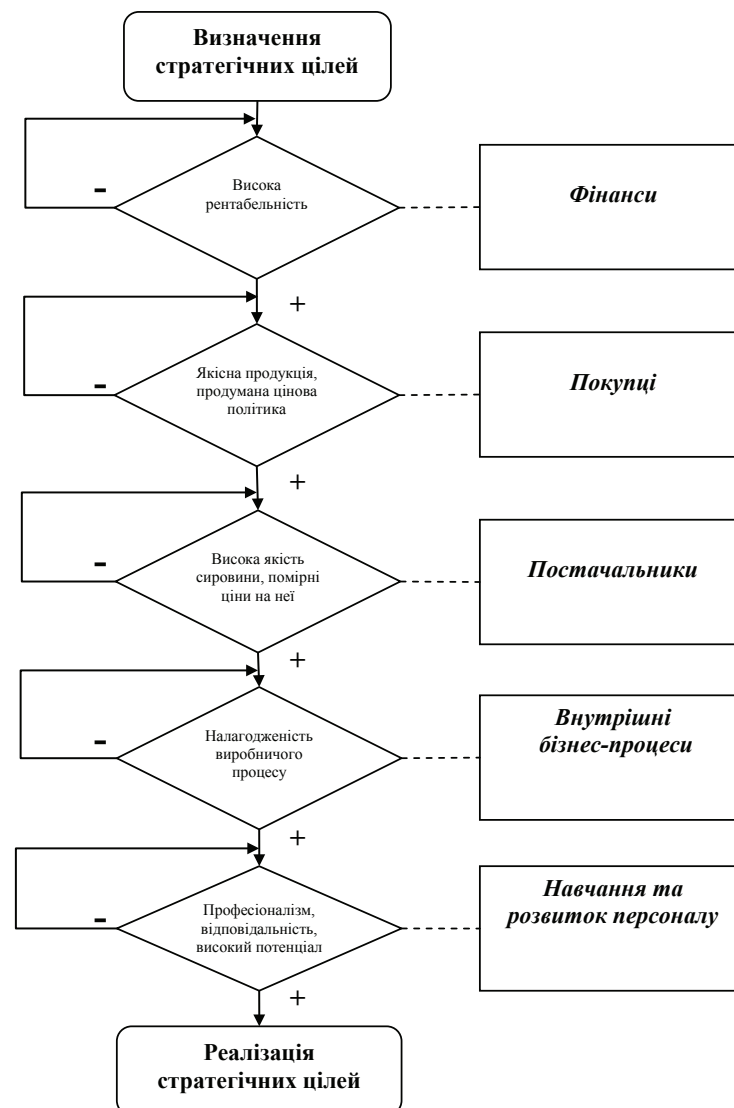 Визначення
стратегічних цілей
-
Висока
рентабельність
Фінанси
+
-
Якісна продукція,
продумана цінова
політика
Покупці
+
-
Висока якість
сировини, помірні
ціни на неї
Постачальники
+
-
Налагодженість
виробничого
процесу
Внутрішні
бізнес-процеси
+
-
Професіоналізм,
відповідальність,
високий потенціал
Навчання та
розвиток персоналу
+
Реалізація
стратегічних цілей